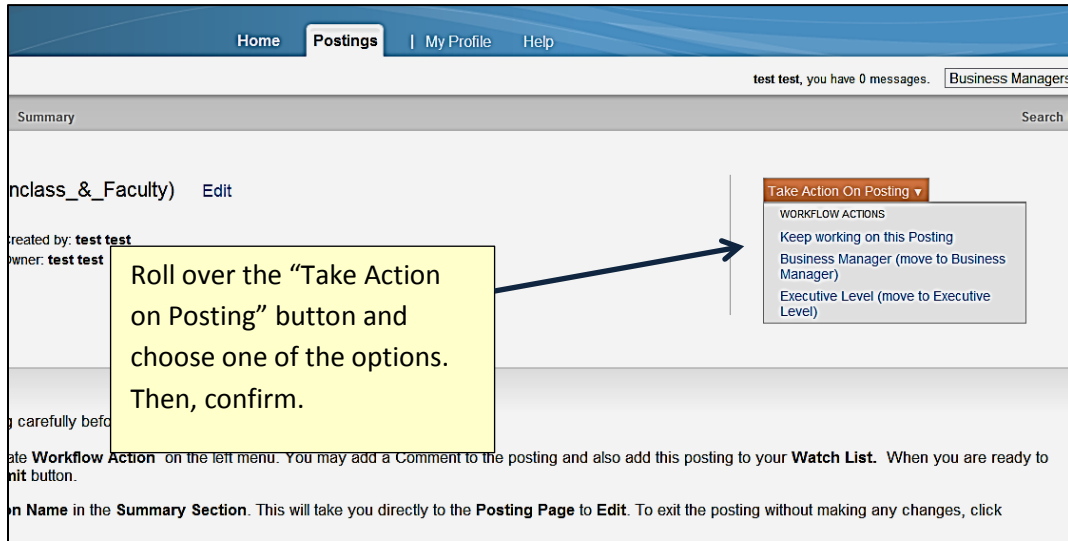 Home Postings | My Profile Help
test test, you have 0 messages. Business Managers
Summary Search
nclass_&_Faculty) Edit
Take Action On Posting ▾
WORKFLOW ACTIONS
Keep working on this Posting
Business Manager (move to Business
Manager)
Executive Level (move to Executive
Level)
Created by: test test
Owner: test test
Roll over the “Take Action
on Posting” button and
choose one of the options.
Then, confirm.
g carefully befo
ate Workflow Action on the left menu. You may add a Comment to the posting and also add this posting to your Watch List. When you are ready to
mit button.
on Name in the Summary Section. This will take you directly to the Posting Page to Edit. To exit the posting without making any changes, click